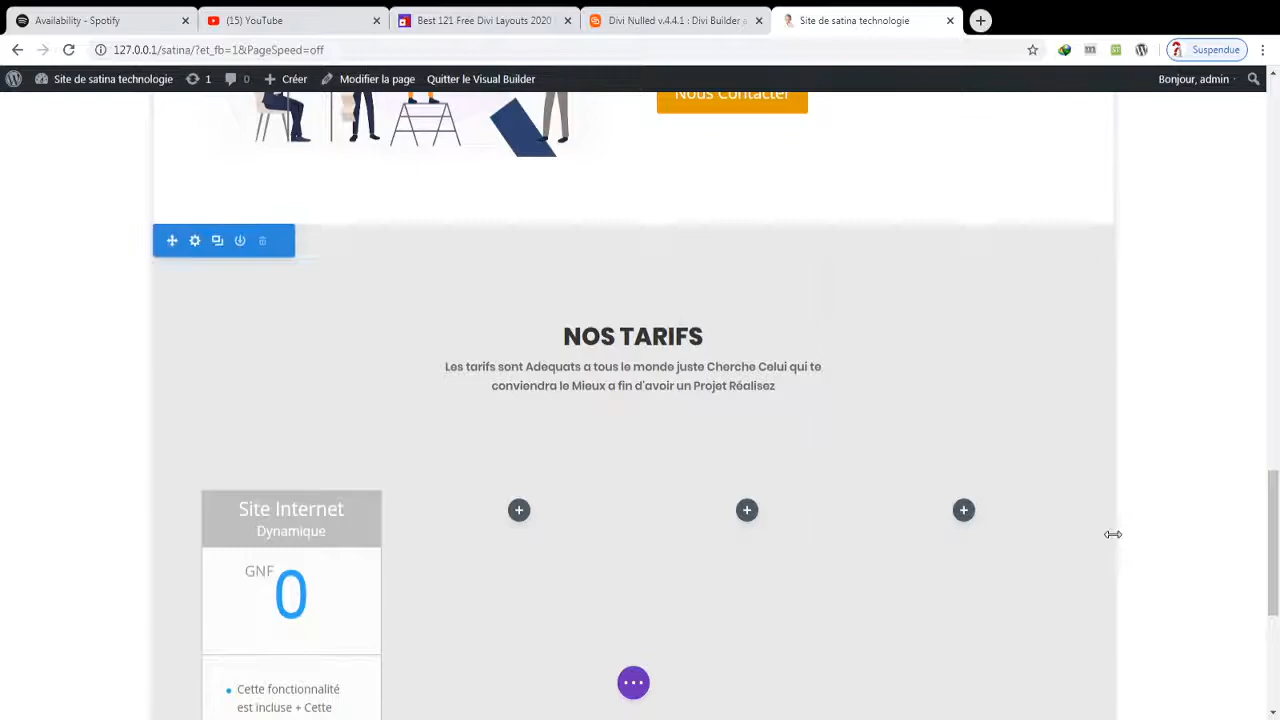 Availability - Spotify
(15) YouTube
Best 121 Free Divi Layouts 2020
Divi Nulled v.4.4.1 : Divi Builder
Site de satina technologie
127.0.0.1/satina/?et_fb=1&PageSpeed=off
Suspendue
Site de satina technologie
1
0
Créer
Modifier la page
Quitter le Visual Builder
Bonjour, admin
Nous Contacter
NOS TARIFS
Les tarifs sont Adequats a tous le monde juste Cherche Celui qui te
conviendra le Mieux a fin d'avoir un Projet Réalisez
Site Internet
Dynamique
GNF
0
Cette fonctionnalité
est incluse + Cette